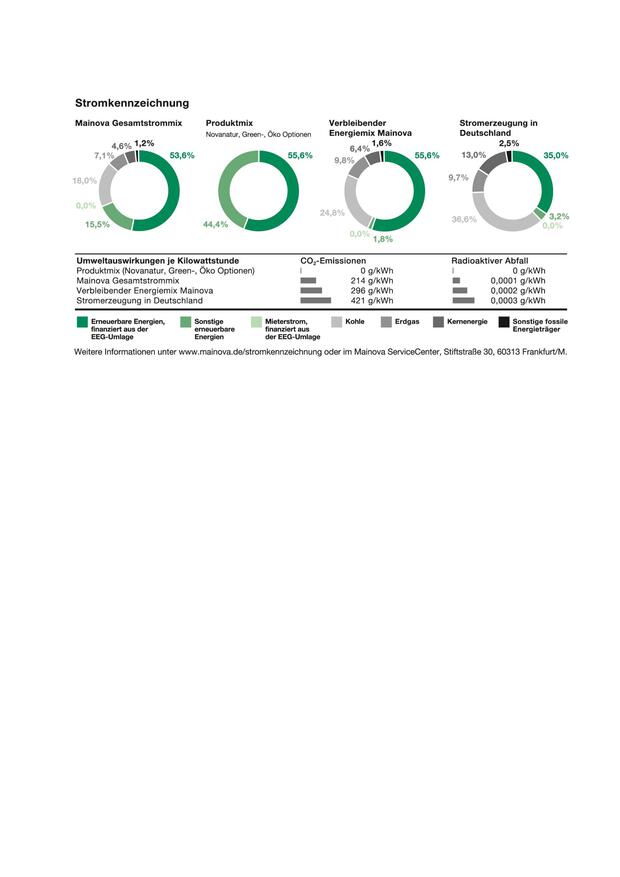 Stromkennzeichnung
Mainova Gesamtstrommix
53,6%
15,5%
0,0%
18,0%
7,1%
4,6%
1,2%
Produktmix
Novanatur, Green-, Öko Optionen
55,6%
44,4%
Verbleibender
Energiemix Mainova
55,6%
1,8%
0,0%
24,8%
9,8%
6,4%
1,6%
Stromerzeugung in
Deutschland
35,0%
3,2%
0,0%
36,6%
9,7%
13,0%
2,5%
Umweltauswirkungen je Kilowattstunde CO₂-Emissionen Radioaktiver Abfall
Produktmix (Novanatur, Green-, Öko Optionen) 0 g/kWh 0 g/kWh
Mainova Gesamtstrommix 214 g/kWh 0,0001 g/kWh
Verbleibender Energiemix Mainova 296 g/kWh 0,0002 g/kWh
Stromerzeugung in Deutschland 421 g/kWh 0,0003 g/kWh
Erneuerbare Energien,
finanziert aus der
EEG-Umlage
Sonstige
erneuerbare
Energien
Mieterstrom,
finanziert aus
der EEG-Umlage
Kohle
Erdgas
Kernenergie
Sonstige fossile
Energieträger
Weitere Informationen unter www.mainova.de/stromkennzeichnung oder im Mainova ServiceCenter, Stiftstraße 30, 60313 Frankfurt/M.